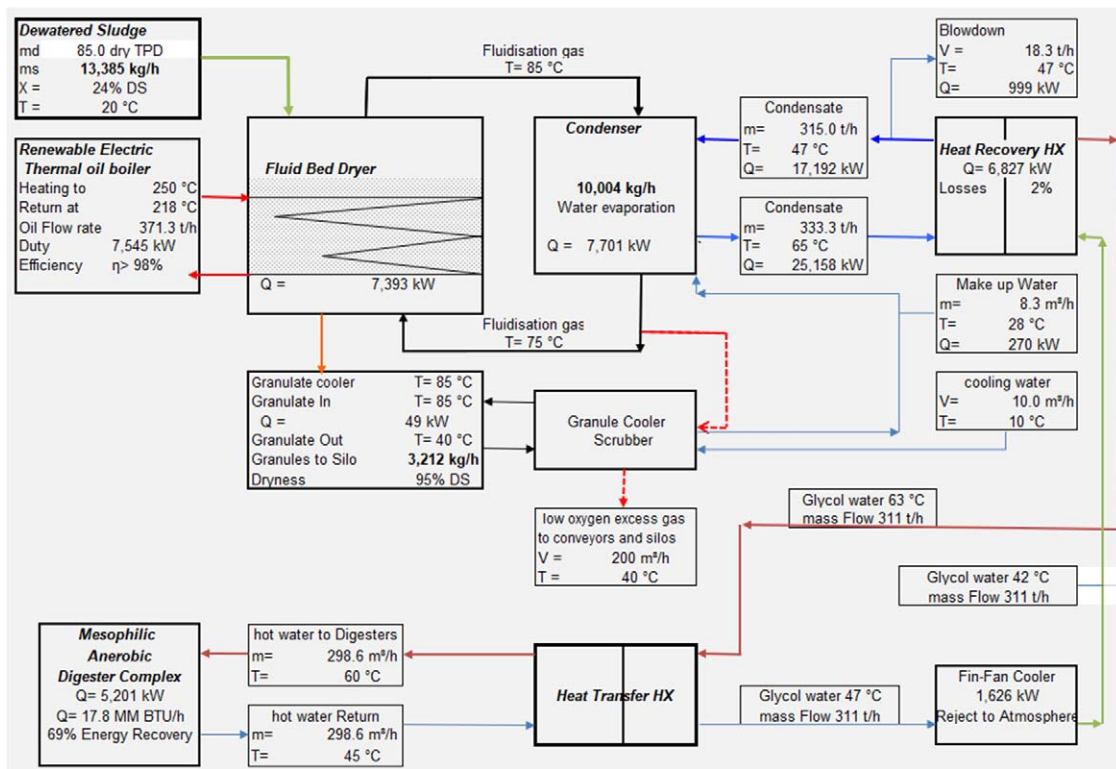 Dewatered Sludge
md 85.0 dry TPD
ms 13,385 kg/h
X = 24% DS
T = 20 °C
Fluidisation gas
T= 85 °C
Blowdown
V = 18.3 t/h
T= 47 °C
Q= 999 kW
Renewable Electric
Thermal oil boiler
Heating to 250 °C
Return at 218 °C
Oil Flow rate 371.3 t/h
Duty 7,545 kW
Efficiency η> 98%
Fluid Bed Dryer
Q = 7,393 kW
Condenser
10,004 kg/h
Water evaporation
Q = 7,701 kW
Condensate
m= 315.0 t/h
T= 47 °C
Q= 17,192 kW
Condensate
m= 333.3 t/h
T= 65 °C
Q= 25,158 kW
Heat Recovery HX
Q= 6,827 kW
Losses 2%
Make up Water
m= 8.3 m³/h
T= 28 °C
Q= 270 kW
Fluidisation gas
T= 75 °C
Granulate cooler T= 85 °C
Granulate In T= 85 °C
Q = 49 kW
Granulate Out T= 40 °C
Granules to Silo 3,212 kg/h
Dryness 95% DS
Granule Cooler
Scrubber
cooling water
V= 10.0 m³/h
T= 10 °C
low oxygen excess gas
to conveyors and silos
V = 200 m³/h
T = 40 °C
Glycol water 63 °C
mass Flow 311 t/h
Glycol water 42 °C
mass Flow 311 t/h
Mesophilic
Anerobic
Digester Complex
Q= 5,201 kW
Q= 17.8 MM BTU/h
69% Energy Recovery
hot water to Digesters
m= 298.6 m³/h
T= 60 °C
hot water Return
m= 298.6 m³/h
T= 45 °C
Heat Transfer HX
Glycol water 47 °C
mass Flow 311 t/h
Fin-Fan Cooler
1,626 kW
Reject to Atmosphere